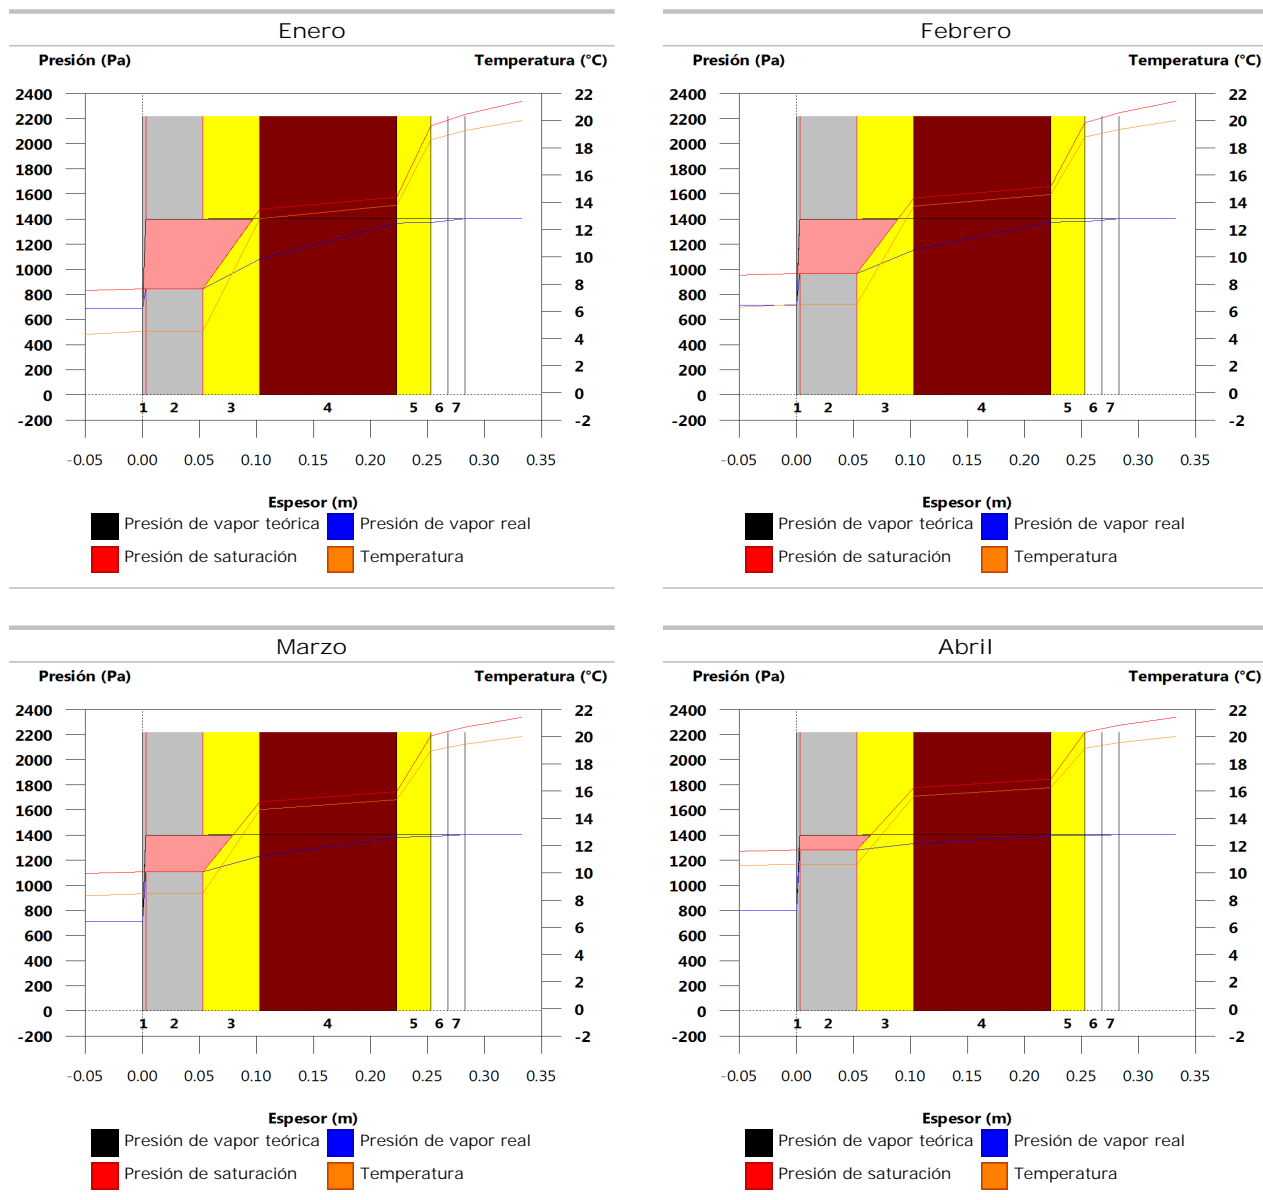 Enero
Presión (Pa) Temperatura (°C)
2400 22
2200 20
2000 18
1800 16
1600 14
1400 12
1200 10
1000 8
800 6
600 4
400 2
200 0
0 -2
-200
1 2 3 4 5 6 7
-0.05 0.00 0.05 0.10 0.15 0.20 0.25 0.30 0.35
Espesor (m)
Presión de vapor teórica Presión de vapor real
Presión de saturación Temperatura
Febrero
Presión (Pa) Temperatura (°C)
2400 22
2200 20
2000 18
1800 16
1600 14
1400 12
1200 10
1000 8
800 6
600 4
400 2
200 0
0 -2
-200
1 2 3 4 5 6 7
-0.05 0.00 0.05 0.10 0.15 0.20 0.25 0.30 0.35
Espesor (m)
Presión de vapor teórica Presión de vapor real
Presión de saturación Temperatura
Marzo
Presión (Pa) Temperatura (°C)
2400 22
2200 20
2000 18
1800 16
1600 14
1400 12
1200 10
1000 8
800 6
600 4
400 2
200 0
0 -2
-200
1 2 3 4 5 6 7
-0.05 0.00 0.05 0.10 0.15 0.20 0.25 0.30 0.35
Espesor (m)
Presión de vapor teórica Presión de vapor real
Presión de saturación Temperatura
Abril
Presión (Pa) Temperatura (°C)
2400 22
2200 20
2000 18
1800 16
1600 14
1400 12
1200 10
1000 8
800 6
600 4
400 2
200 0
0 -2
-200
1 2 3 4 5 6 7
-0.05 0.00 0.05 0.10 0.15 0.20 0.25 0.30 0.35
Espesor (m)
Presión de vapor teórica Presión de vapor real
Presión de saturación Temperatura